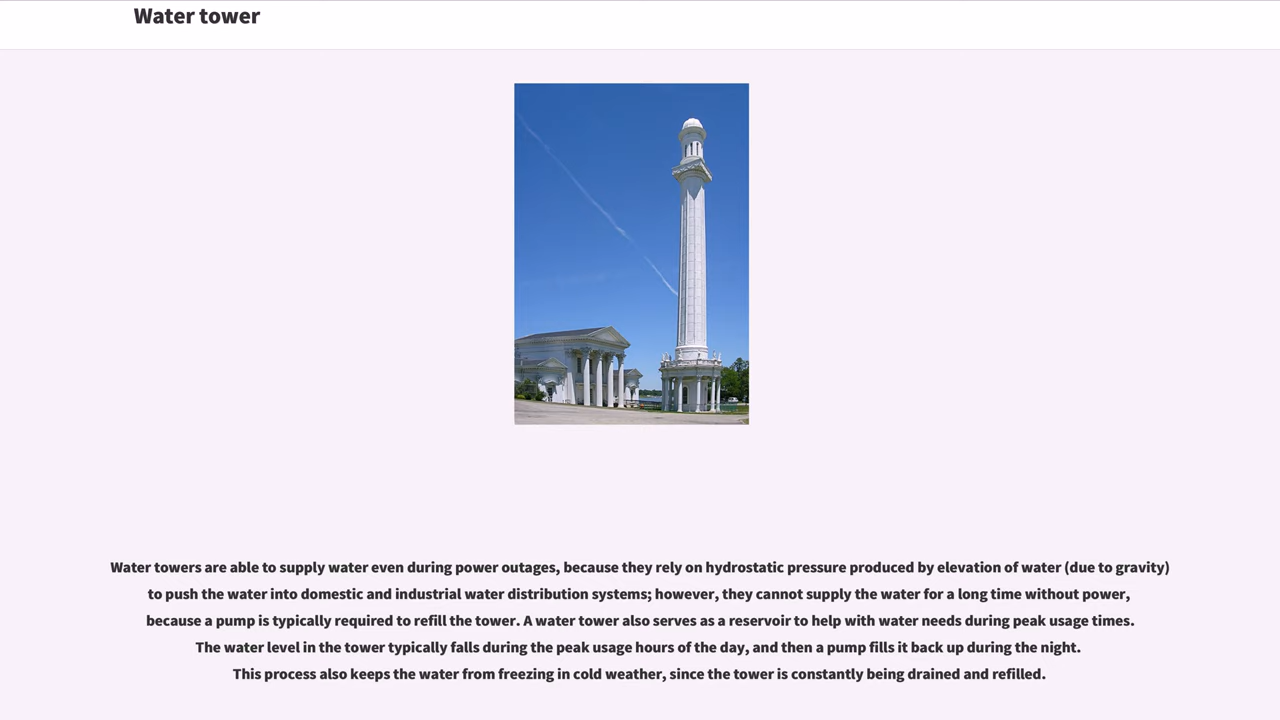 Water tower
Water towers are able to supply water even during power outages, because they rely on hydrostatic pressure produced by elevation of water (due to gravity)
to push the water into domestic and industrial water distribution systems; however, they cannot supply the water for a long time without power,
because a pump is typically required to refill the tower. A water tower also serves as a reservoir to help with water needs during peak usage times.
The water level in the tower typically falls during the peak usage hours of the day, and then a pump fills it back up during the night.
This process also keeps the water from freezing in cold weather, since the tower is constantly being drained and refilled.